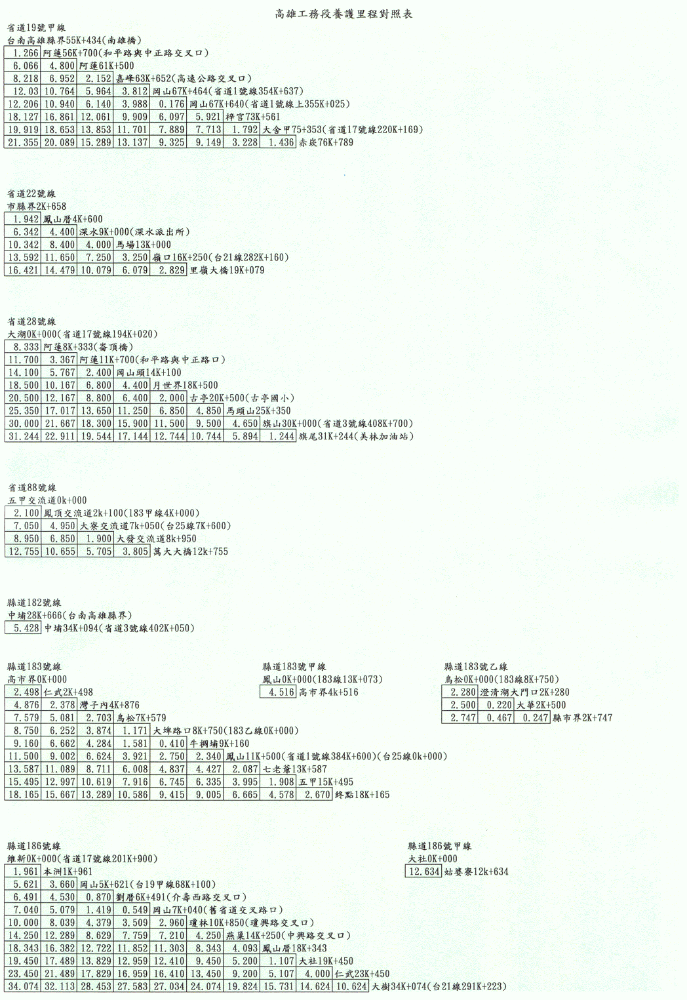 高雄工務段養護里程對照表
省道19號甲線
台南高雄縣界55K+434(南雄橋)
1.266 阿蓮56K+700(和平路與中正路交叉口)
6.066 4.800 阿蓮61K+500
8.218 6.952 2.152 嘉峰63K+652(高速公路交叉口)
12.03 10.764 5.964 3.812 岡山67K+464(省道1號線354K+637)
12.206 10.940 6.140 3.988 0.176 岡山67K+640(省道1號線上355K+025)
18.127 16.861 12.061 9.909 6.097 5.921 梓官73K+561
19.919 18.653 13.853 11.701 7.889 7.713 1.792 大舍甲75+353(省道17號線220K+169)
21.355 20.089 15.289 13.137 9.325 9.149 3.228 1.436 赤崁76K+789
省道22號線
市縣界2K+658
1.942 鳳山厝4K+600
6.342 4.400 深水9K+000(深水派出所)
10.342 8.400 4.000 馬場13K+000
13.592 11.650 7.250 3.250 嶺口16K+250(台21線282K+160)
16.421 14.479 10.079 6.079 2.829 里嶺大橋19K+079
省道28號線
大湖0K+000(省道17號線194K+020)
8.333 阿蓮8K+333(崙頂橋)
11.700 3.367 阿蓮11K+700(和平路與中正路口)
14.100 5.767 2.400 岡山頭14K+100
18.500 10.167 6.800 4.400 月世界18K+500
20.500 12.167 8.800 6.400 2.000 古亭20K+500(古亭國小)
25.350 17.017 13.650 11.250 6.850 4.850 馬頭山25K+350
30.000 21.667 18.300 15.900 11.500 9.500 4.650 旗山30K+000(省道3號線408K+700)
31.244 22.911 19.544 17.144 12.744 10.744 5.894 1.244 旗尾31K+244(美林加油站)
省道88號線
五甲交流道0k+000
2.100 鳳頂交流道2k+100(183甲線4K+000)
7.050 4.950 大寮交流道7k+050(台25線7K+600)
8.950 6.850 1.900 大發交流道8k+950
12.755 10.655 5.705 3.805 萬大大橋12k+755
縣道182號線
中埔28K+666(台南高雄縣界)
5.428 中埔34K+094(省道3號線402K+050)
縣道183號線
高市界0K+000
2.498 仁武2K+498
4.876 2.378 灣子內4K+876
7.579 5.081 2.703 鳥松7K+579
8.750 6.252 3.874 1.171 大埤路口8K+750(183乙線0K+000)
9.160 6.662 4.284 1.581 0.410 牛椆埔9K+160
11.500 9.002 6.624 3.921 2.750 2.340 鳳山11K+500(省道1號線384K+600)(台25線0k+000)
13.587 11.089 8.711 6.008 4.837 4.427 2.087 七老爺13K+587
15.495 12.997 10.619 7.916 6.745 6.335 3.995 1.908 五甲15K+495
18.165 15.667 13.289 10.586 9.415 9.005 6.665 4.578 2.670 終點18K+165
縣道183號甲線
鳳山0K+000(183線13K+073)
4.516 高市界4k+516
縣道183號乙線
鳥松0K+000(183線8K+750)
2.280 澄清湖大門口2K+280
2.500 0.220 大華2K+500
2.747 0.467 0.247 縣市界2K+747
縣道186號線
維新0K+000(省道17號線201K+900)
1.961 本洲1K+961
5.621 3.660 岡山5K+621(台19甲線68K+100)
6.491 4.530 0.870 劉厝6K+491(介壽西路交叉口)
7.040 5.079 1.419 0.549 岡山7K+040(舊省道交叉路口)
10.000 8.039 4.379 3.509 2.960 瓊林10K+850(瓊興路交叉口)
14.250 12.289 8.629 7.759 7.210 4.250 燕巢14K+250(中興路交叉口)
18.343 16.382 12.722 11.852 11.303 8.343 4.093 鳳山厝18K+343
19.450 17.489 13.829 12.959 12.410 9.450 5.200 1.107 大社19K+450
23.450 21.489 17.829 16.959 16.410 13.450 9.200 5.107 4.000 仁武23K+450
34.074 32.113 28.453 27.583 27.034 24.074 19.824 15.731 14.624 10.624 大樹34K+074(台21線291K+223)
縣道186號甲線
大社0K+000
12.634 姑婆寮12k+634